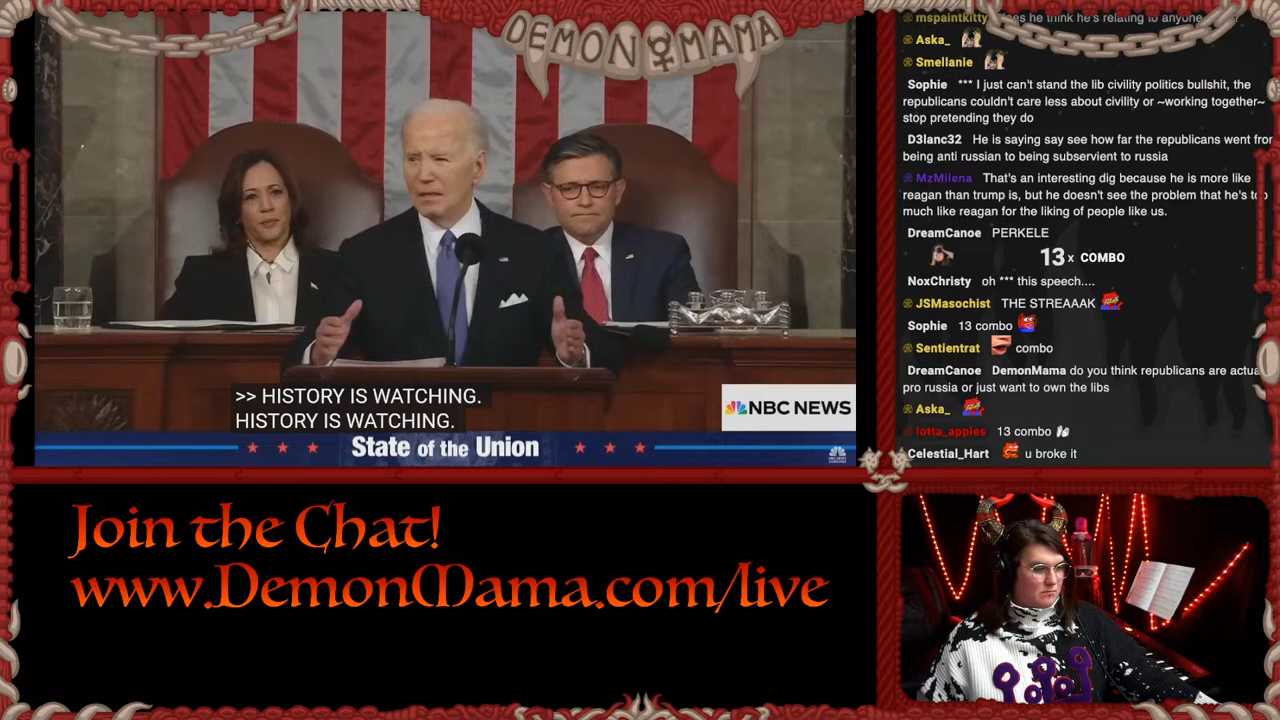 DEMON MAMA
>> HISTORY IS WATCHING.
HISTORY IS WATCHING.
NBC NEWS
State of the Union
Join the Chat!
www.DemonMama.com/live
mspaintkitty he think he's relating to anyone
Aska_
Smellanie
Sophie *** I just can't stand the lib civility politics bullshit, the
republicans couldn't care less about civility or ~working together~
stop pretending they do
D3lanc32 He is saying say see how far the republicans went from
being anti russian to being subservient to russia
MzMilena That's an interesting dig because he is more like
reagan than trump is, but he doesn't see the problem that he's too
much like reagan for the liking of people like us.
DreamCanoe PERKELE
13 x COMBO
NoxChristy oh *** this speech....
JSMasochist THE STREAAAK
Sophie 13 combo
Sentientrat combo
DreamCanoe DemonMama do you think republicans are actua
pro russia or just want to own the libs
Aska_
lotta_apples 13 combo
Celestial_Hart u broke it